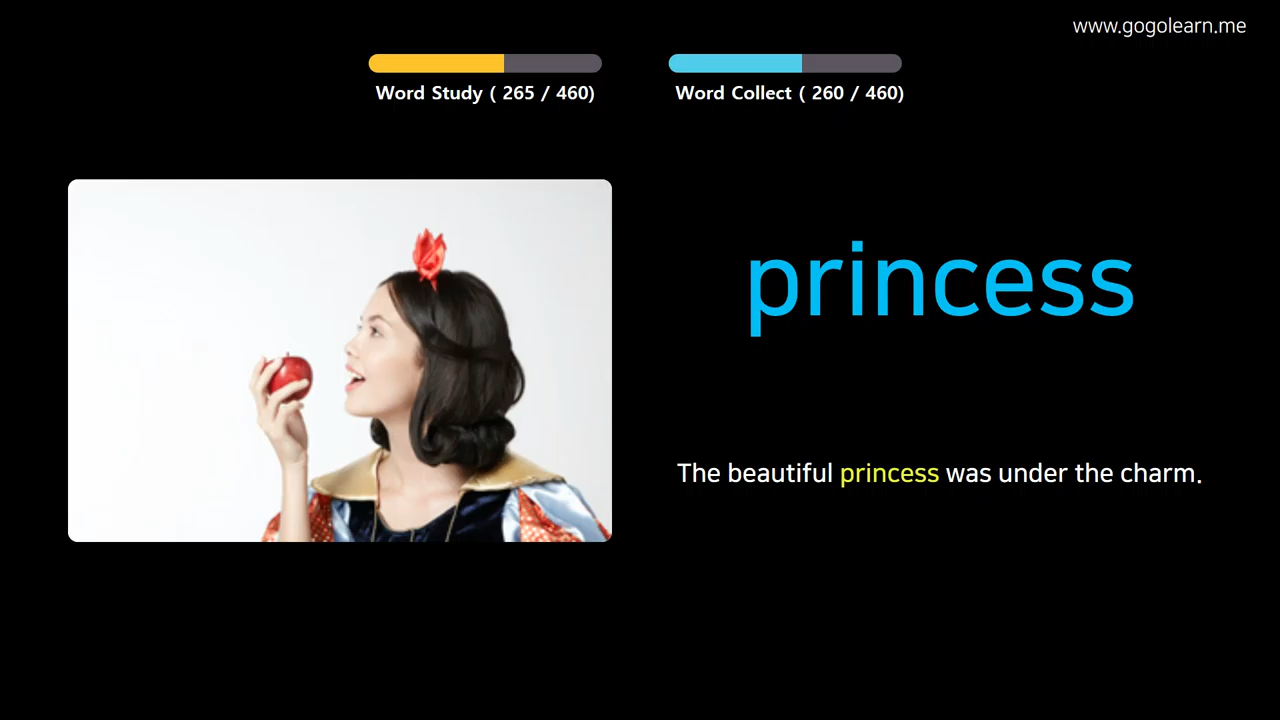 www.gogolearn.me
Word Study ( 265 / 460)
Word Collect ( 260 / 460)
princess
The beautiful princess was under the charm.